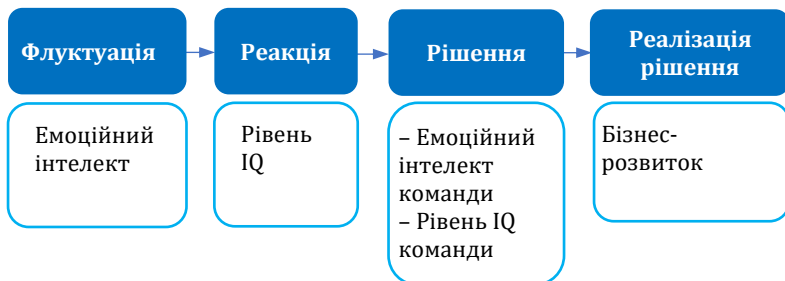 Флуктуація
Емоційний
інтелект
Реакція
Рівень
IQ
Рішення
– Емоційний
інтелект
команди
– Рівень IQ
команди
Реалізація
рішення
Бізнес-
розвиток